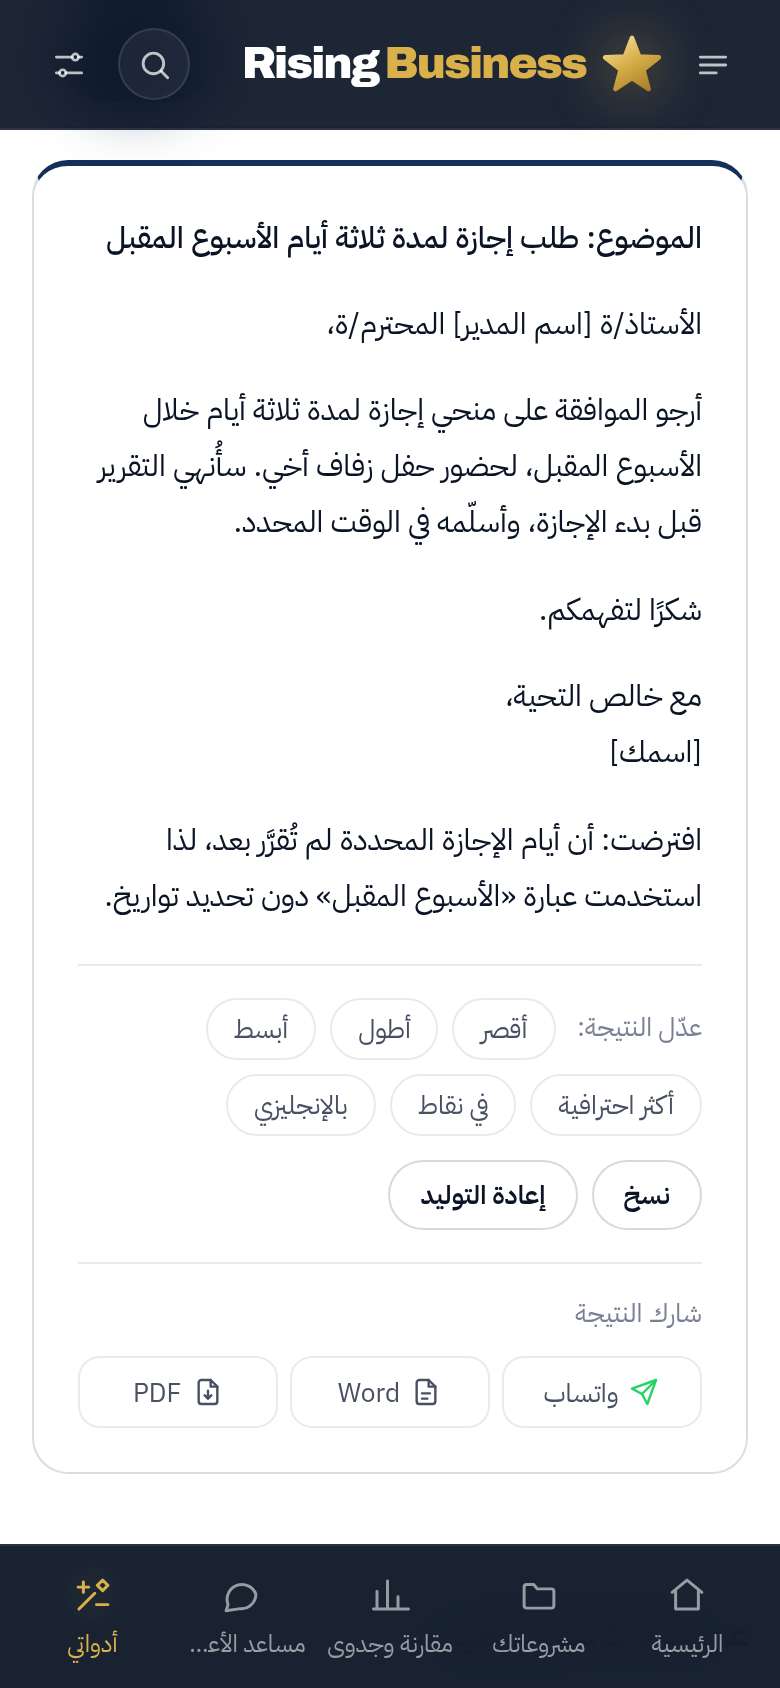 Rising Business
الموضوع: طلب إجازة لمدة ثلاثة أيام الأسبوع المقبل
الأستاذ/ة [اسم المدير] المحترم/ة،
أرجو الموافقة على منحي إجازة لمدة ثلاثة أيام خلال
الأسبوع المقبل، لحضور حفل زفاف أخي. سأُنهي التقرير
قبل بدء الإجازة، وأسلّمه في الوقت المحدد.
شكرًا لتفهمكم.
مع خالص التحية،
[اسمك]
افترضت: أن أيام الإجازة المحددة لم تُقرَّر بعد، لذا
استخدمت عبارة «الأسبوع المقبل» دون تحديد تواريخ.
عدّل النتيجة: أقصر أطول أبسط
أكثر احترافية في نقاط بالإنجليزي
نسخ إعادة التوليد
شارك النتيجة
واتساب Word PDF
الرئيسية مشروعاتك مقارنة وجدوى مساعد الأع... أدواتي